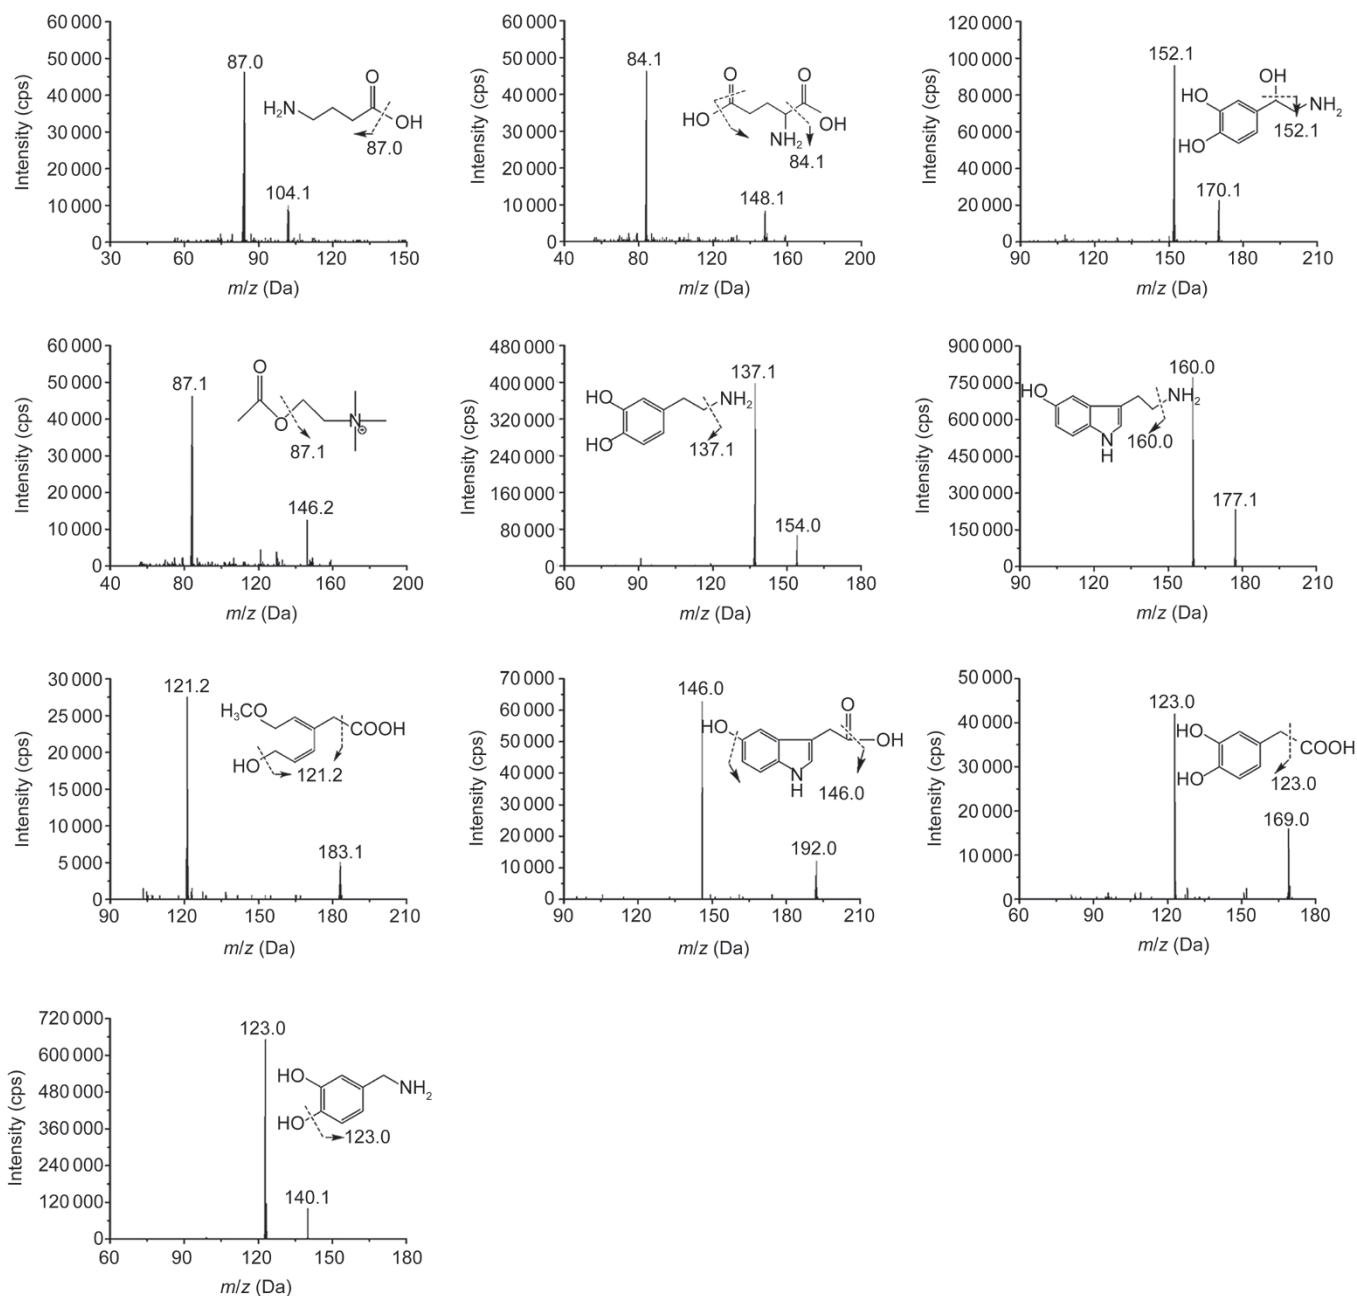 60 000
50 000
40 000
30 000
20 000
10 000
0
Intensity (cps)
87.0
104.1
H₂N
O
OH
87.0
30 60 90 120 150
m/z (Da)
60 000
50 000
40 000
30 000
20 000
10 000
0
Intensity (cps)
84.1
148.1
O
O
HO
NH₂
OH
84.1
40 80 120 160 200
m/z (Da)
120 000
100 000
80 000
60 000
40 000
20 000
0
Intensity (cps)
152.1
170.1
OH
HO
NH₂
152.1
HO
90 120 150 180 210
m/z (Da)
60 000
50 000
40 000
30 000
20 000
10 000
0
Intensity (cps)
87.1
146.2
O
O
N
⊕
87.1
40 80 120 160 200
m/z (Da)
480 000
400 000
320 000
240 000
160 000
80 000
0
Intensity (cps)
137.1
154.0
HO
NH₂
HO
137.1
60 90 120 150 180
m/z (Da)
900 000
750 000
600 000
450 000
300 000
150 000
0
Intensity (cps)
160.0
177.1
HO
NH₂
N
H
160.0
90 120 150 180 210
m/z (Da)
30 000
25 000
20 000
15 000
10 000
5 000
0
Intensity (cps)
121.2
183.1
H₃CO
COOH
HO
121.2
90 120 150 180 210
m/z (Da)
70 000
60 000
50 000
40 000
30 000
20 000
10 000
0
Intensity (cps)
146.0
192.0
O
HO
OH
N
H
146.0
90 120 150 180 210
m/z (Da)
50 000
40 000
30 000
20 000
10 000
0
Intensity (cps)
123.0
169.0
HO
COOH
HO
123.0
60 90 120 150 180
m/z (Da)
720 000
600 000
480 000
360 000
240 000
120 000
0
Intensity (cps)
123.0
140.1
HO
NH₂
HO
123.0
60 90 120 150 180
m/z (Da)